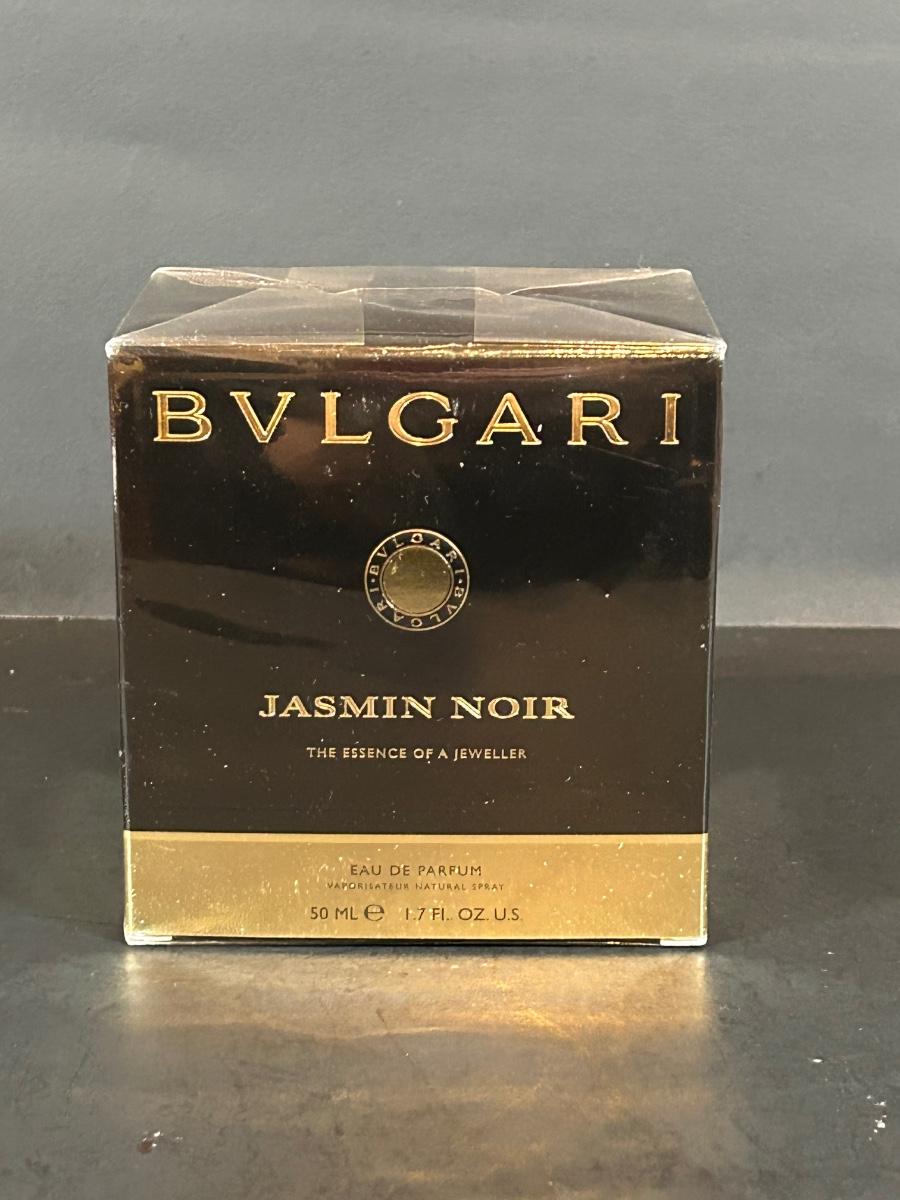 BVLGARI
BVLGARI · BVLGARI ·
JASMIN NOIR
THE ESSENCE OF A JEWELLER
EAU DE PARFUM
VAPORISATEUR NATURAL SPRAY
50 ML ℮ 1.7 FL. OZ. U.S.